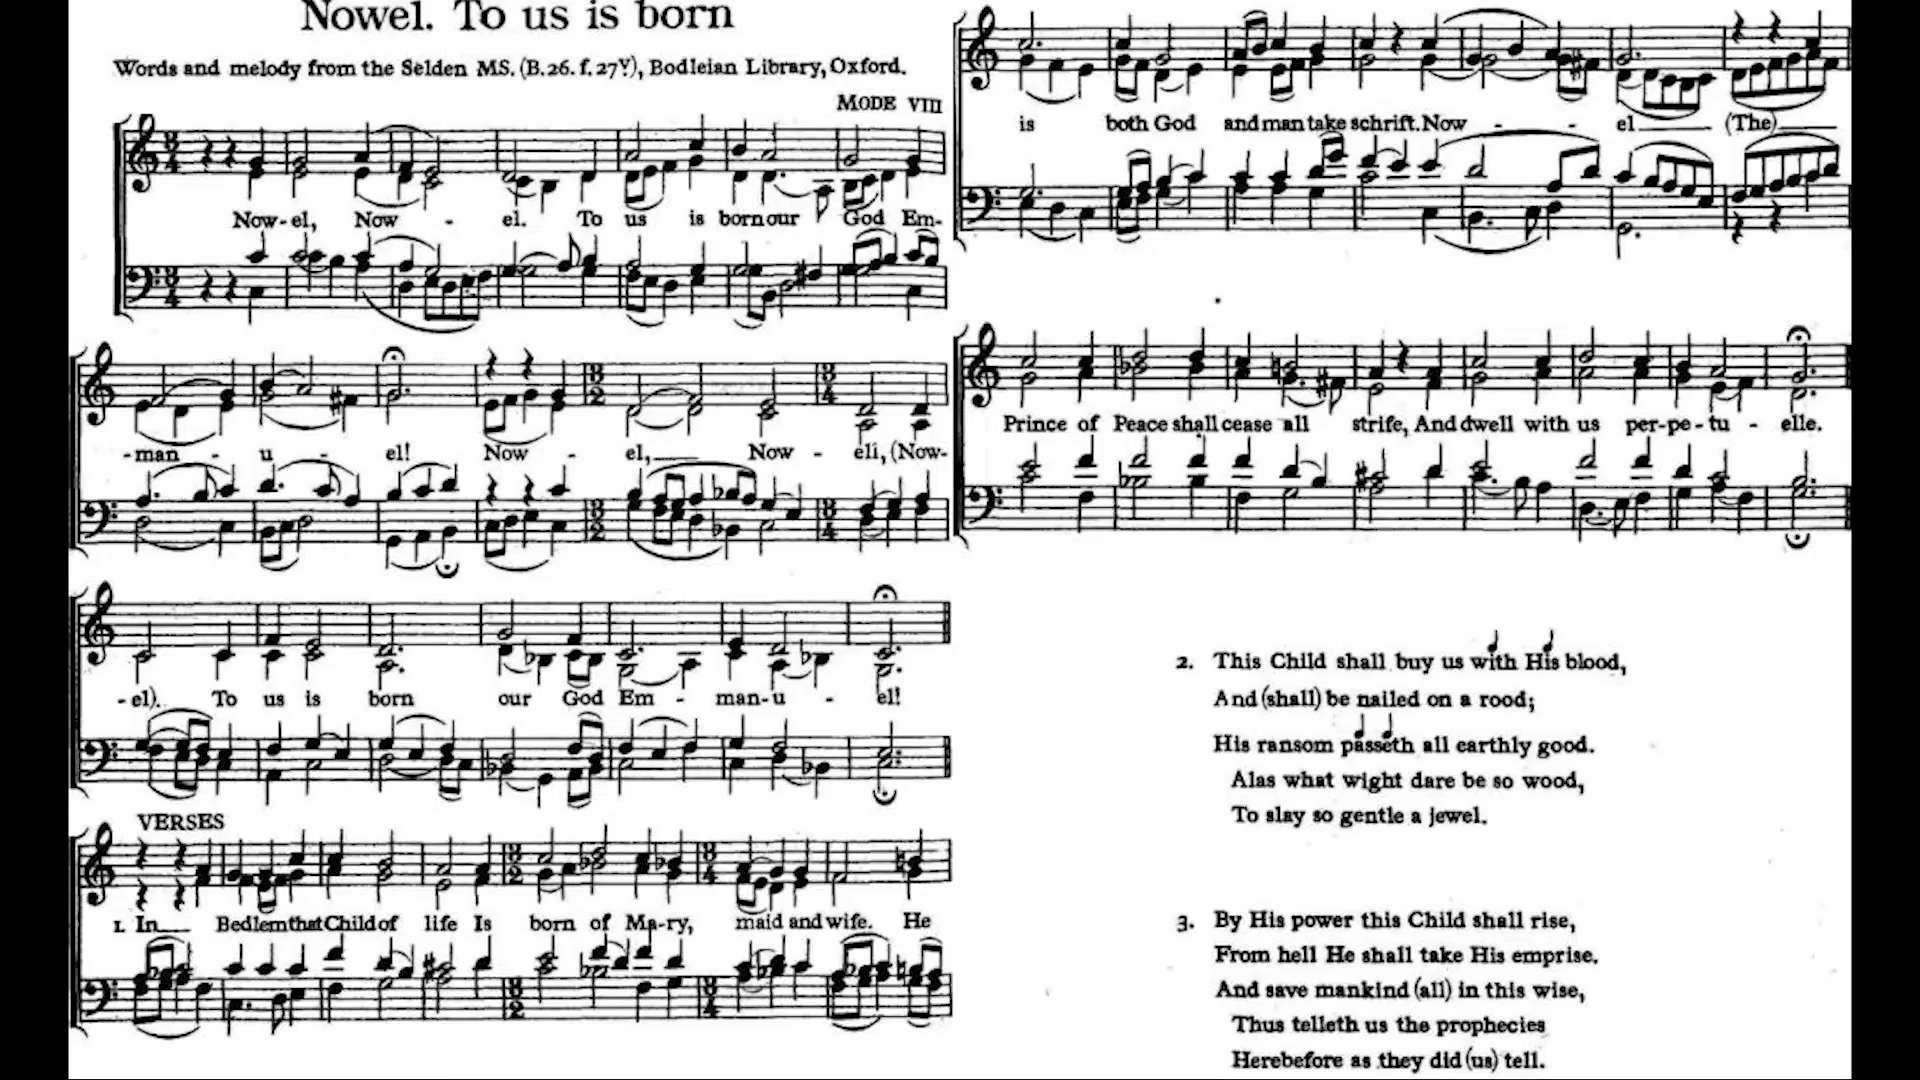 Nowel. To us is born
Words and melody from the Selden MS. (B.26. f. 27v), Bodleian Library, Oxford.
MODE VIII
Now-el, Now - el. To us is born our God Em-
-man - u - el! Now - el, Now - eli, (Now-
-el). To us is born our God Em - man-u - el!
VERSES
1. In Bedlem that Child of life Is born of Ma-ry, maid and wife. He
is both God and man take schrift. Now - - el (The)
Prince of Peace shall cease all strife, And dwell with us per-pe-tu - elle.
2. This Child shall buy us with His blood,
And (shall) be nailed on a rood;
His ransom passeth all earthly good.
Alas what wight dare be so wood,
To slay so gentle a jewel.
3. By His power this Child shall rise,
From hell He shall take His emprise.
And save mankind (all) in this wise,
Thus telleth us the prophecies
Herebefore as they did (us) tell.